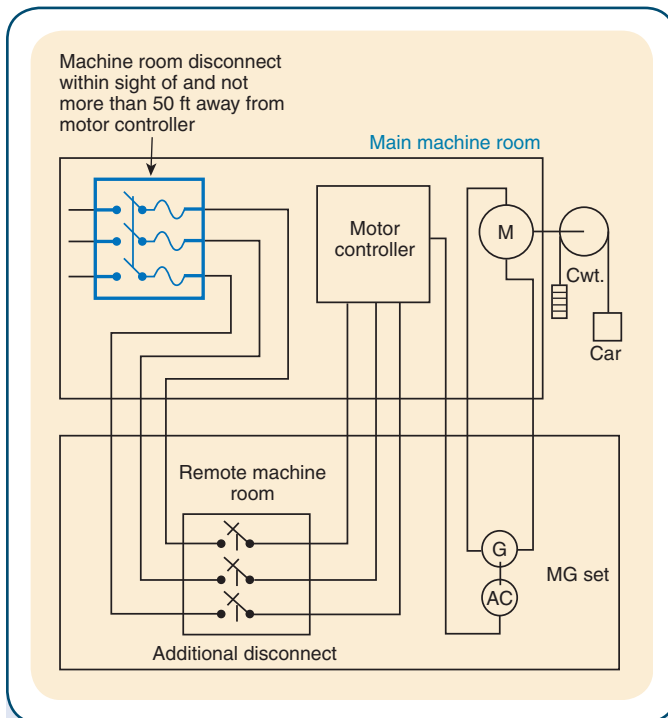 Machine room disconnect
within sight of and not
more than 50 ft away from
motor controller
Main machine room
Motor
controller
M
Cwt.
Car
Remote machine
room
G
AC
MG set
Additional disconnect